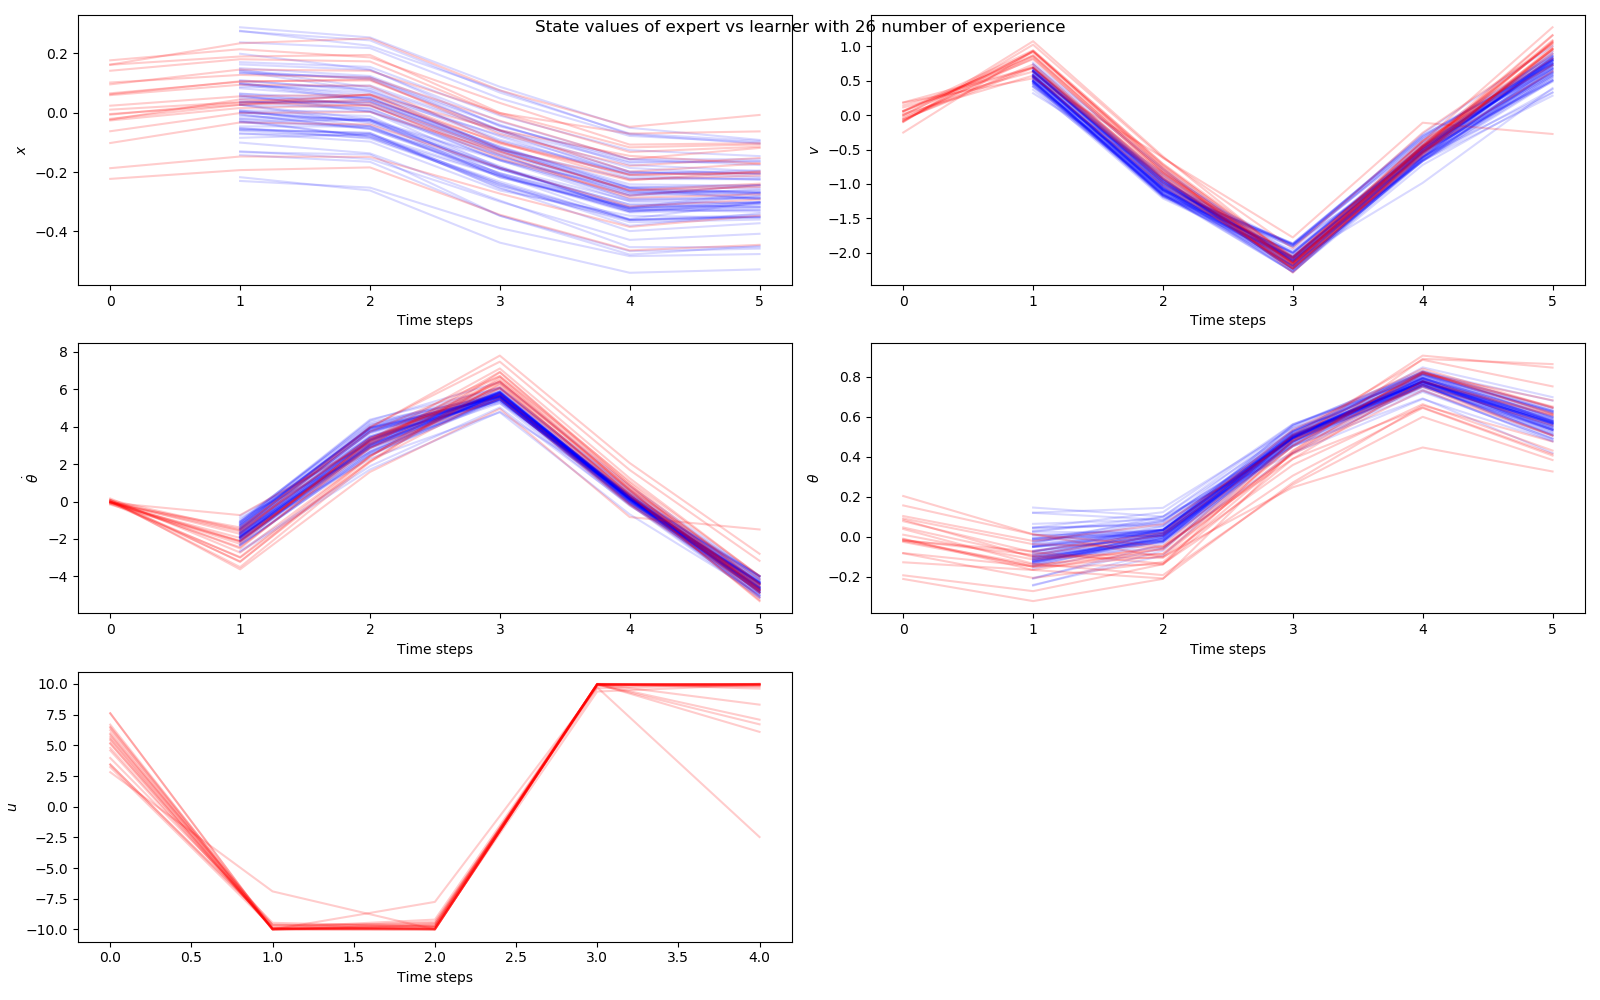 State values of expert vs learner with 26 number of experience
0.2
0.0
−0.2
−0.4
x
0 1 2 3 4 5
Time steps
1.0
0.5
0.0
−0.5
−1.0
−1.5
−2.0
v
0 1 2 3 4 5
Time steps
8
6
4
2
0
−2
−4
θ̇
0 1 2 3 4 5
Time steps
0.8
0.6
0.4
0.2
0.0
−0.2
θ
0 1 2 3 4 5
Time steps
10.0
7.5
5.0
2.5
0.0
−2.5
−5.0
−7.5
−10.0
u
0.0 0.5 1.0 1.5 2.0 2.5 3.0 3.5 4.0
Time steps